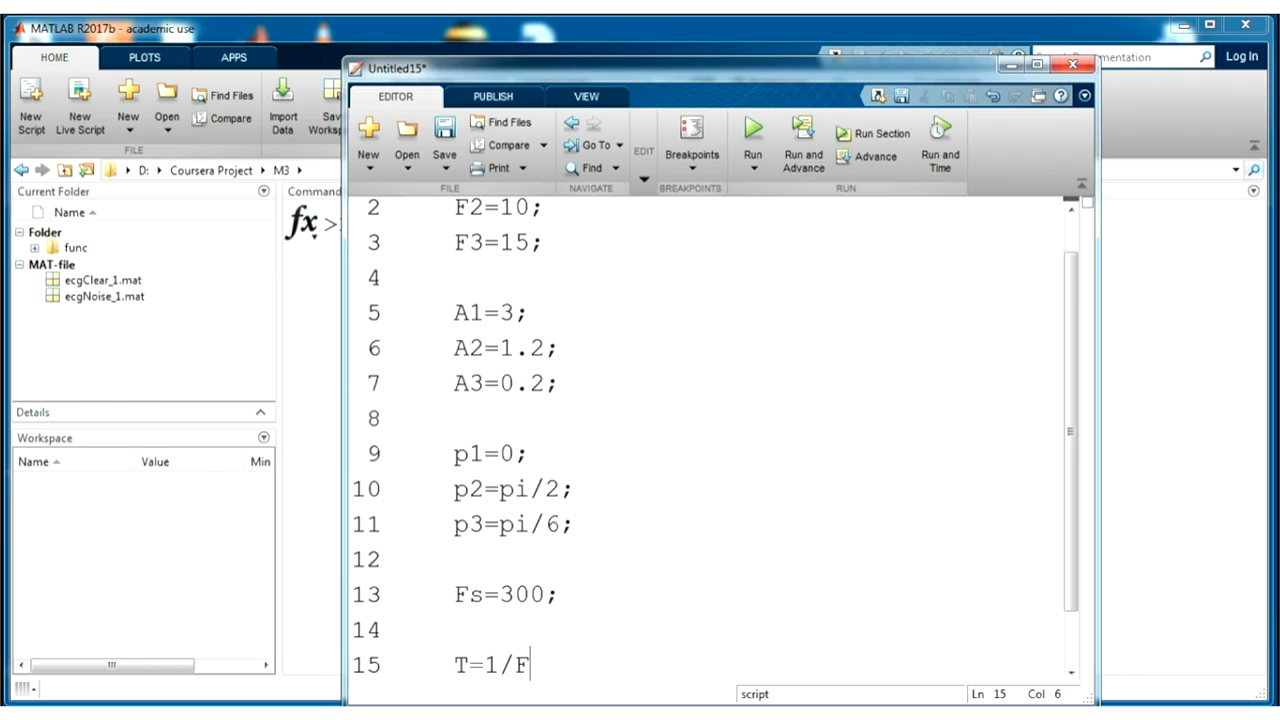 MATLAB R2017b - academic use
HOME
PLOTS
APPS
mentation
Log In
New Script
New Live Script
New
Open
Find Files
Compare
Import Data
FILE
D:
Coursera Project
M3
Current Folder
Name
Folder
func
MAT-file
ecgClear_1.mat
ecgNoise_1.mat
Details
Workspace
Name
Value
Min
fx >
Untitled15*
EDITOR
PUBLISH
VIEW
New
Open
Save
Find Files
Compare
Print
Go To
Find
EDIT
Breakpoints
Run
Run and Advance
Run Section
Advance
Run and Time
FILE
NAVIGATE
BREAKPOINTS
RUN
2 F2=10;
3 F3=15;
4
5 A1=3;
6 A2=1.2;
7 A3=0.2;
8
9 p1=0;
10 p2=pi/2;
11 p3=pi/6;
12
13 Fs=300;
14
15 T=1/F
script
Ln 15 Col 6